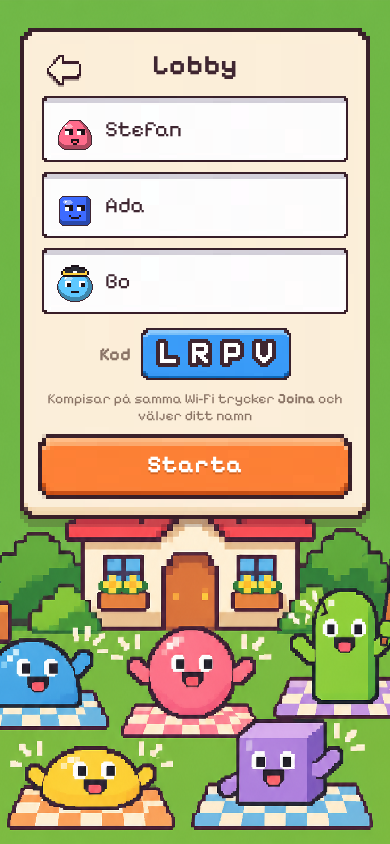 Lobby
Stefan
Ada
Bo
Kod LRPV
Kompisar på samma Wi-Fi trycker Joina och
väljer ditt namn
Starta